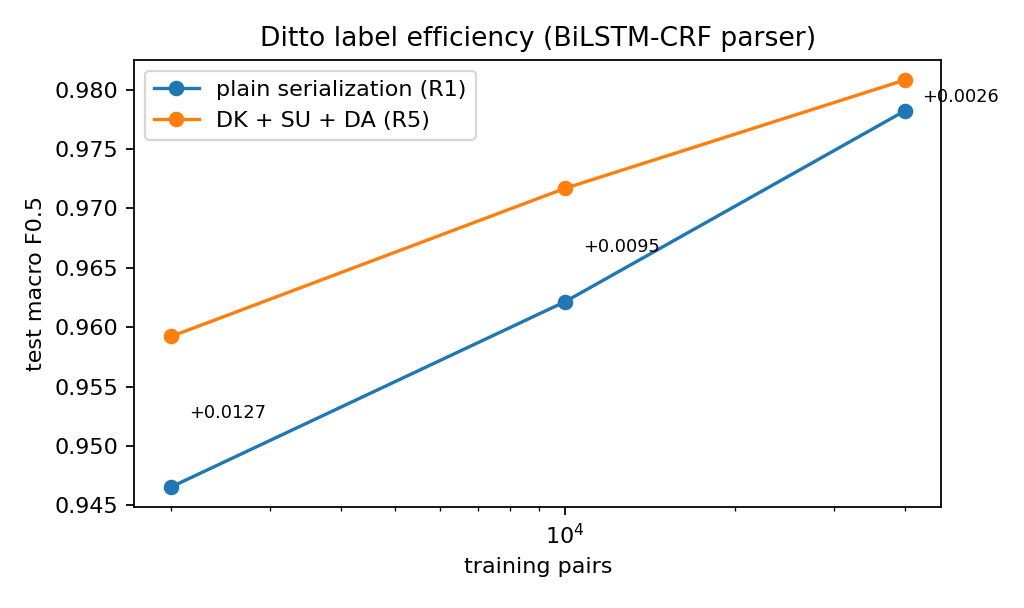 Ditto label efficiency (BiLSTM-CRF parser)
plain serialization (R1)
DK + SU + DA (R5)
0.980
0.975
0.970
0.965
0.960
0.955
0.950
0.945
test macro F0.5
+0.0026
+0.0095
+0.0127
10⁴
training pairs